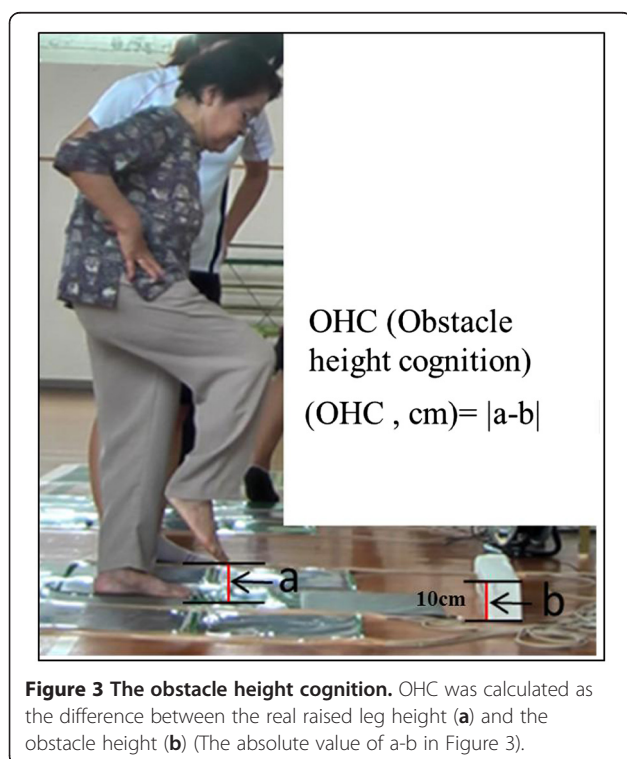 OHC (Obstacle
height cognition)
(OHC , cm)= |a-b|
a
10cm
b
Figure 3 The obstacle height cognition. OHC was calculated as
the difference between the real raised leg height (a) and the
obstacle height (b) (The absolute value of a-b in Figure 3).